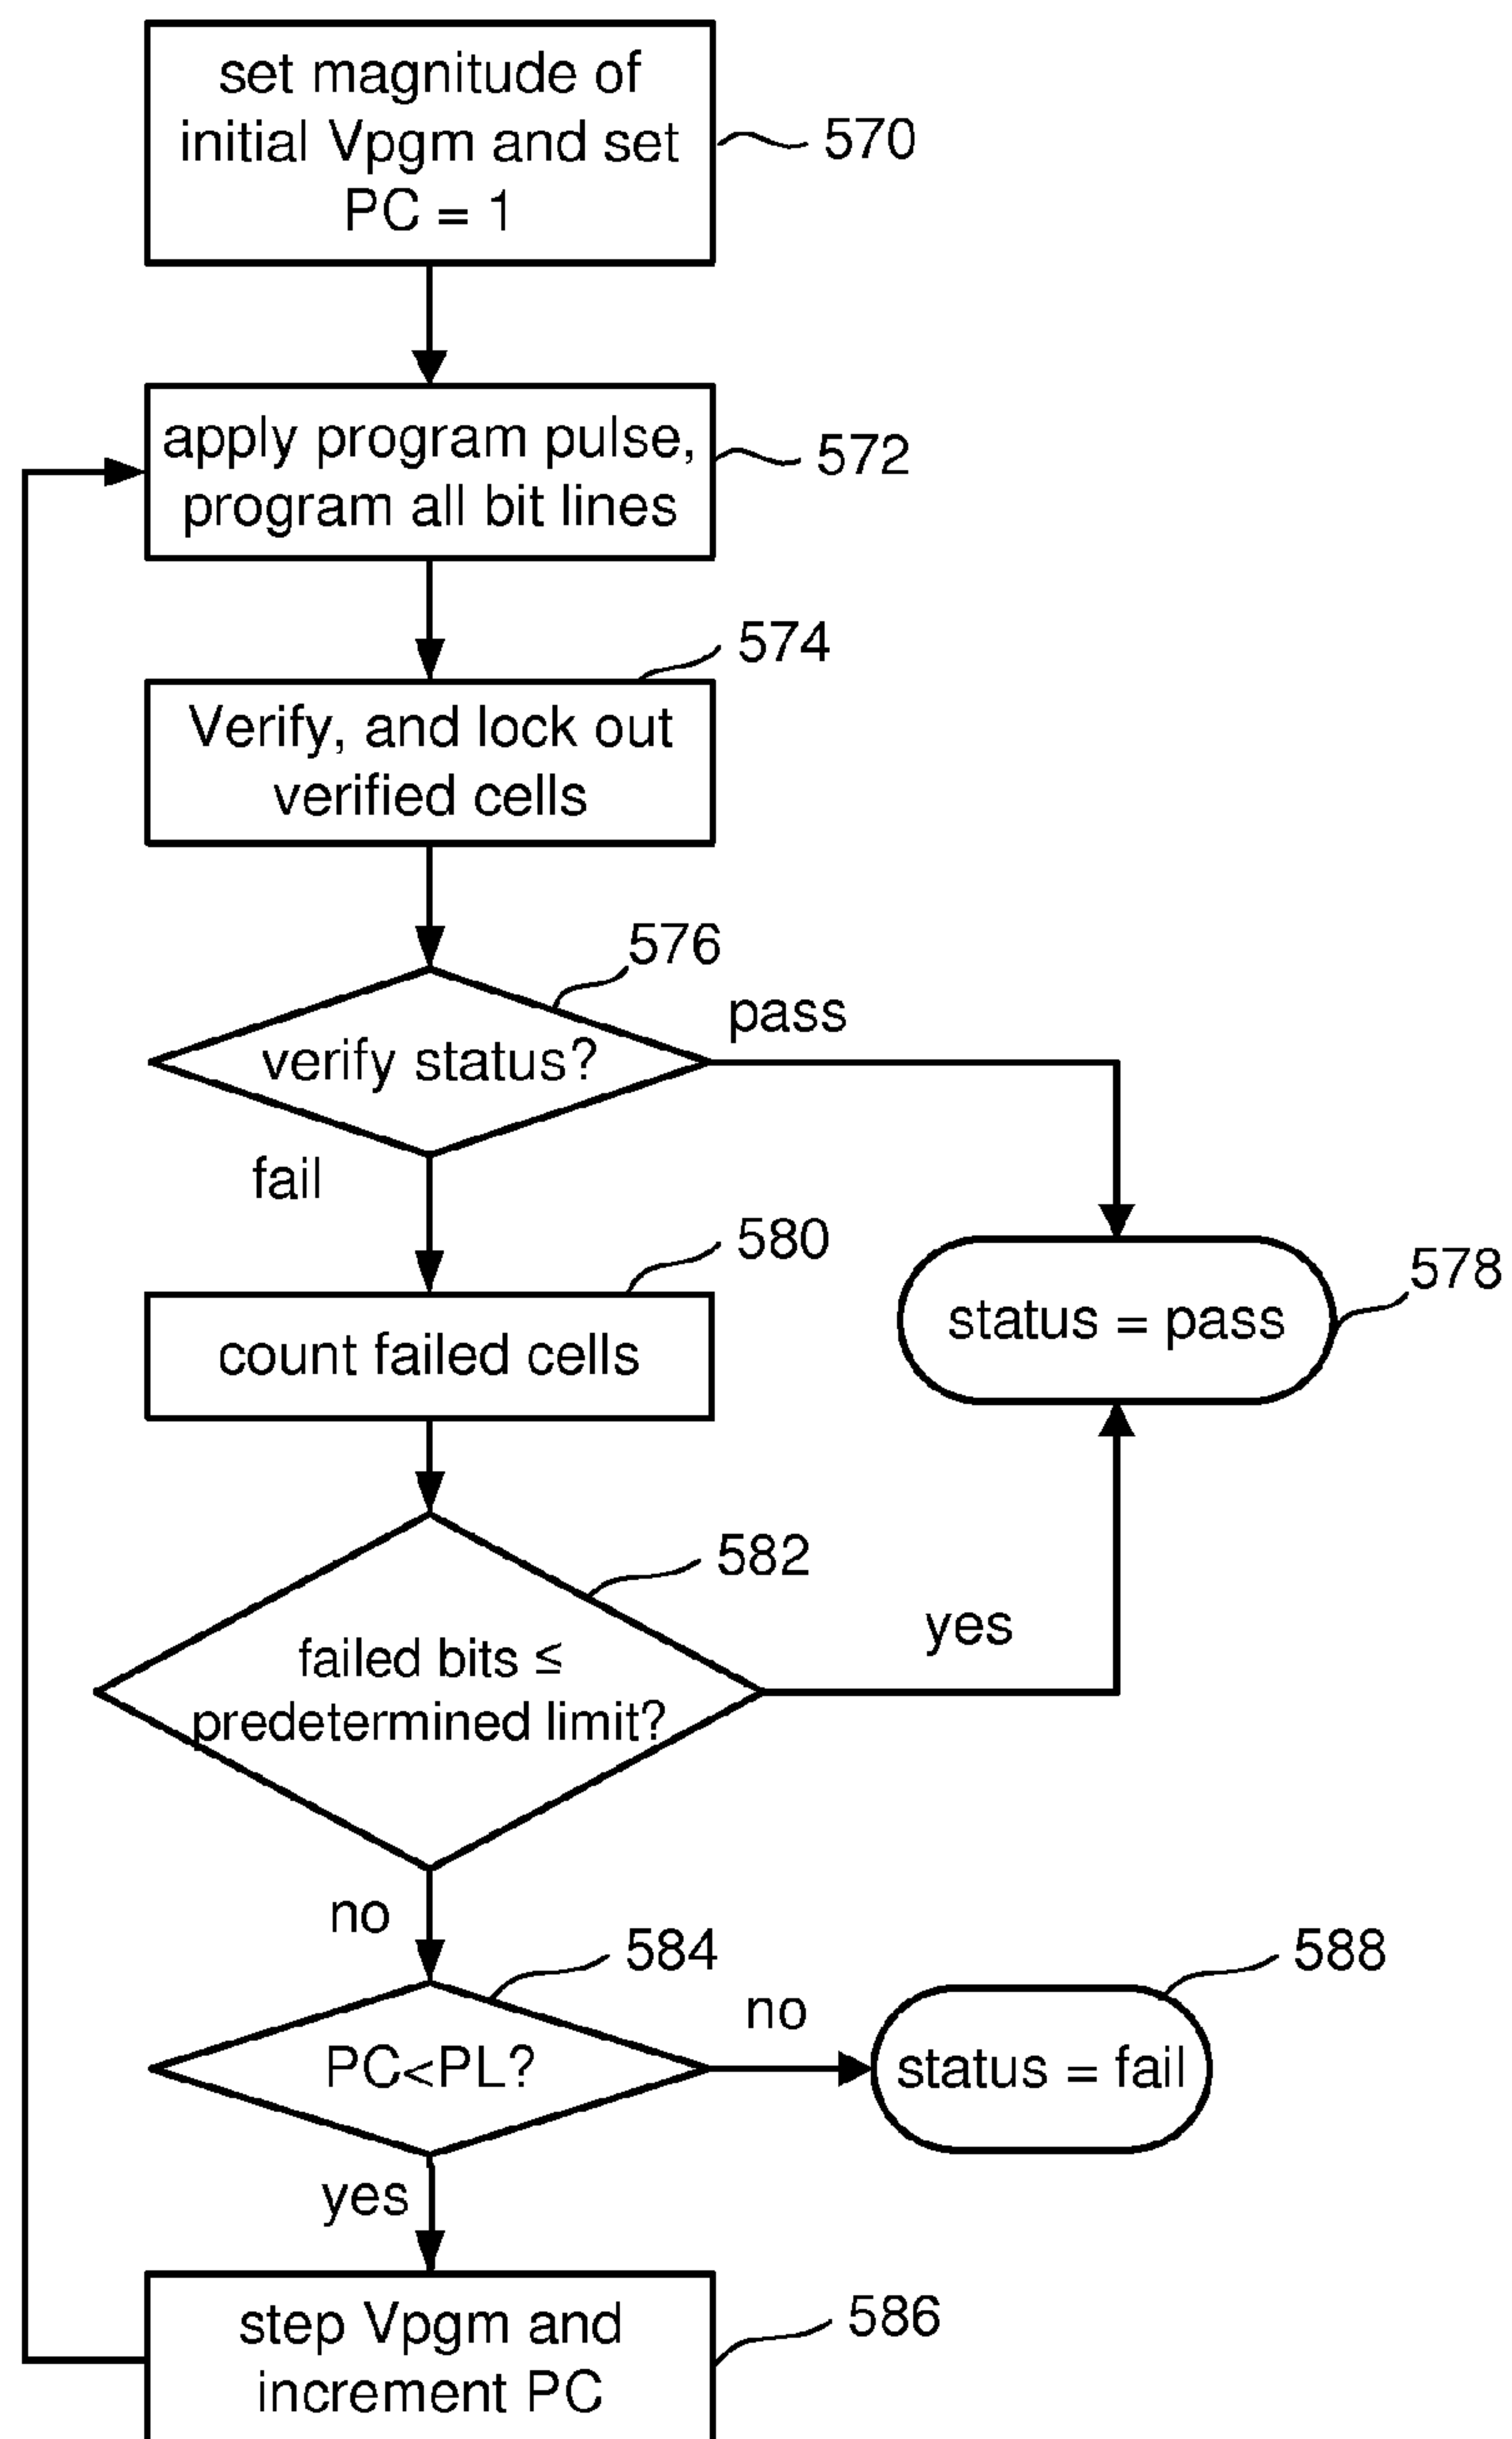 set magnitude of
initial Vpgm and set
PC = 1
570
apply program pulse,
program all bit lines
572
574
Verify, and lock out
verified cells
576
verify status?
pass
fail
580
count failed cells
status = pass
578
582
failed bits ≤
predetermined limit?
yes
no
584
PC<PL?
no
588
status = fail
yes
step Vpgm and
increment PC
586